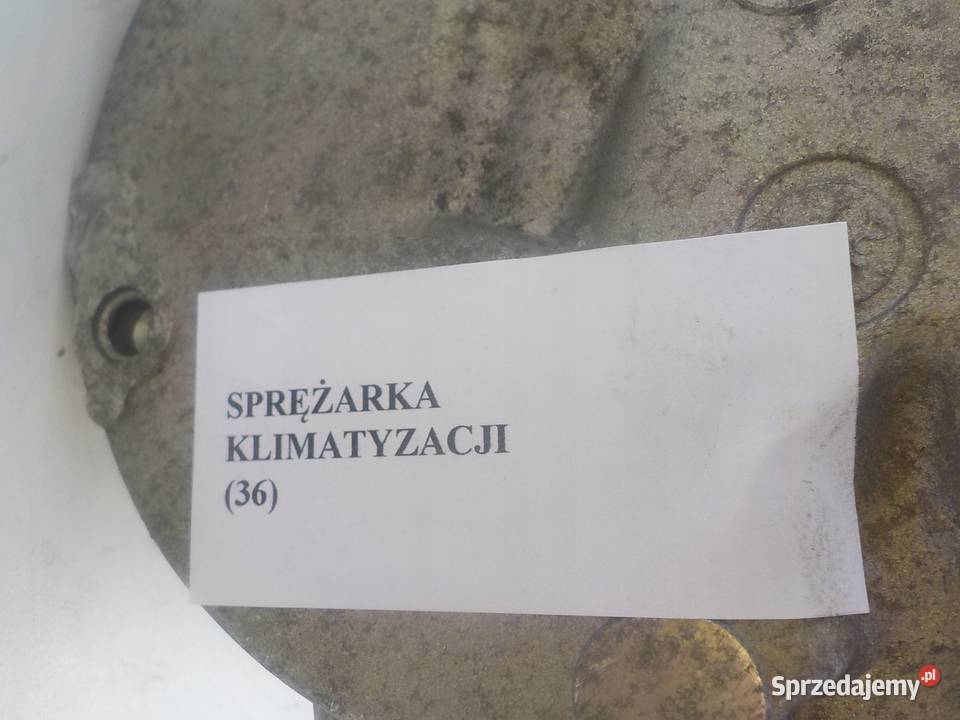 SPRĘŻARKA
KLIMATYZACJI
(36)
Sprzedajemy.pl